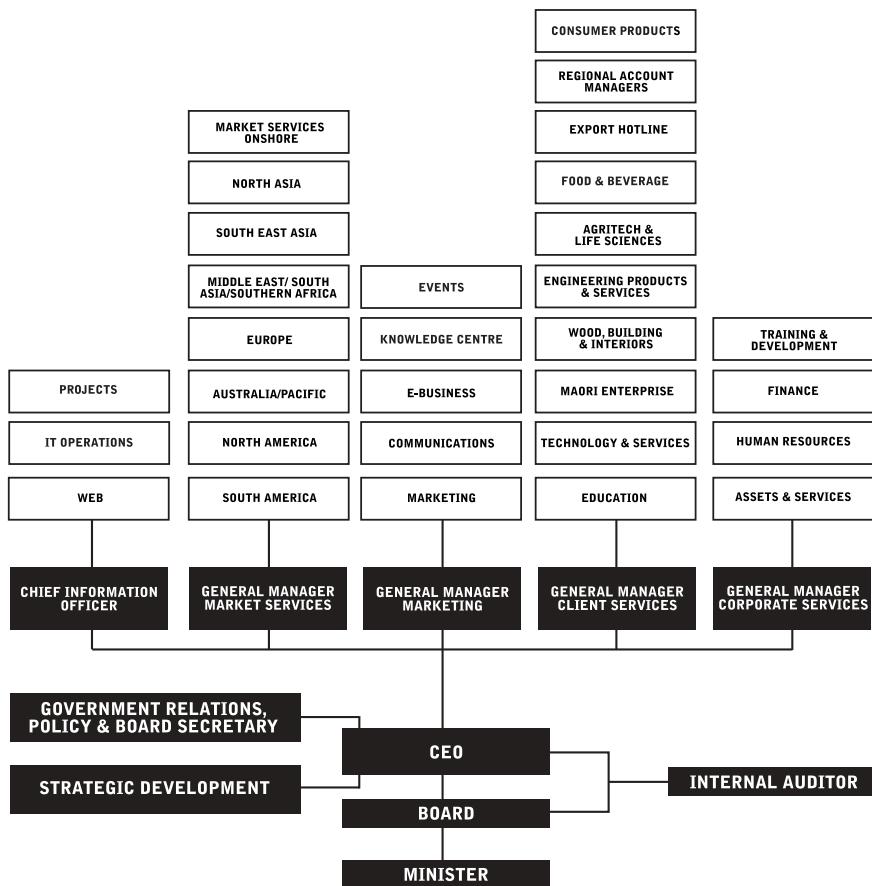 CONSUMER PRODUCTS
REGIONAL ACCOUNT
MANAGERS
MARKET SERVICES
ONSHORE
EXPORT HOTLINE
NORTH ASIA
FOOD & BEVERAGE
SOUTH EAST ASIA
AGRITECH &
LIFE SCIENCES
MIDDLE EAST/ SOUTH
ASIA/SOUTHERN AFRICA
EVENTS
ENGINEERING PRODUCTS
& SERVICES
EUROPE
KNOWLEDGE CENTRE
WOOD, BUILDING
& INTERIORS
TRAINING &
DEVELOPMENT
PROJECTS
AUSTRALIA/PACIFIC
E-BUSINESS
MAORI ENTERPRISE
FINANCE
IT OPERATIONS
NORTH AMERICA
COMMUNICATIONS
TECHNOLOGY & SERVICES
HUMAN RESOURCES
WEB
SOUTH AMERICA
MARKETING
EDUCATION
ASSETS & SERVICES
CHIEF INFORMATION
OFFICER
GENERAL MANAGER
MARKET SERVICES
GENERAL MANAGER
MARKETING
GENERAL MANAGER
CLIENT SERVICES
GENERAL MANAGER
CORPORATE SERVICES
GOVERNMENT RELATIONS,
POLICY & BOARD SECRETARY
CEO
STRATEGIC DEVELOPMENT
INTERNAL AUDITOR
BOARD
MINISTER